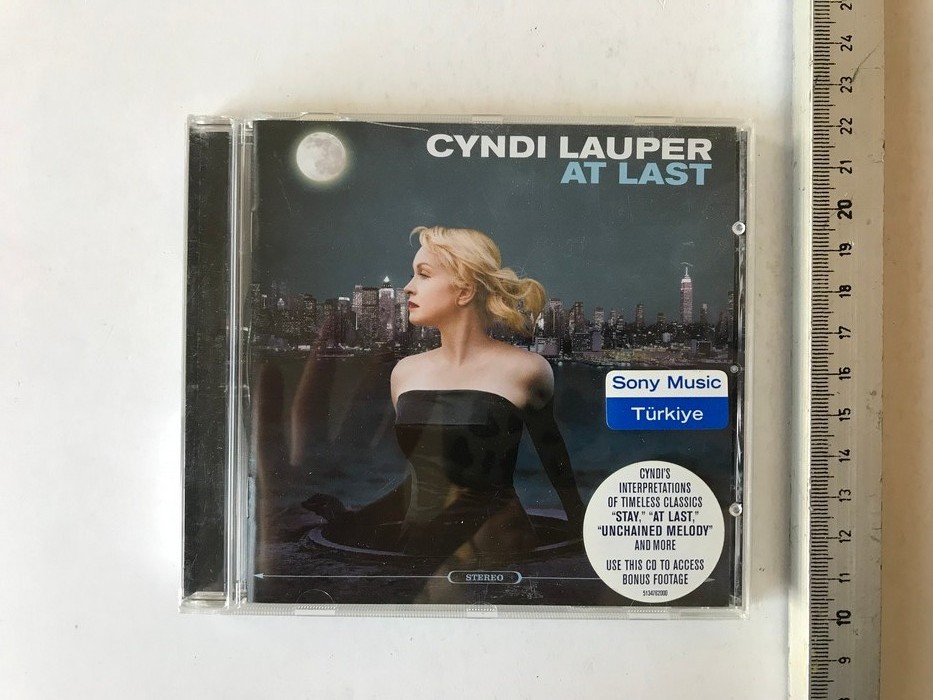 CYNDI LAUPER
AT LAST
Sony Music
Türkiye
CYNDI'S
INTERPRETATIONS
OF TIMELESS CLASSICS
"STAY," "AT LAST,"
"UNCHAINED MELODY"
AND MORE
USE THIS CD TO ACCESS
BONUS FOOTAGE
5134762000
STEREO
24
23
22
21
20
19
18
17
16
15
14
13
12
11
10
9